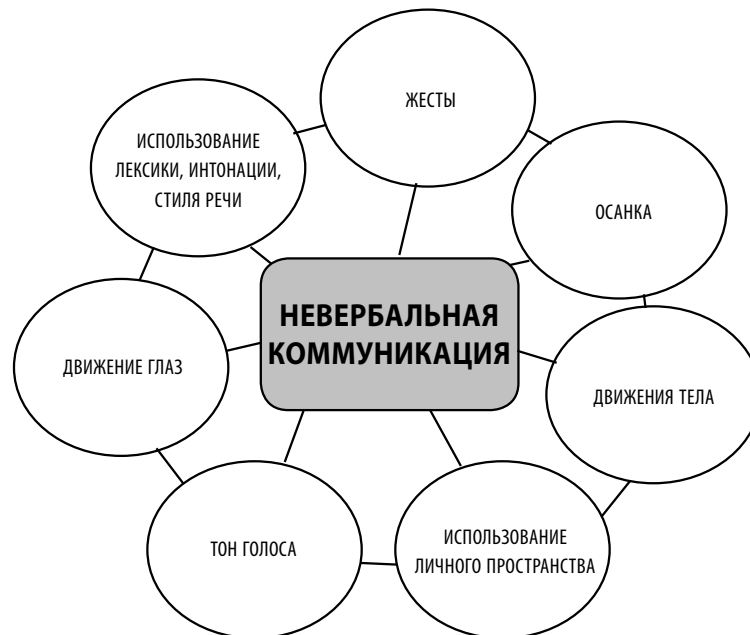 ЖЕСТЫ
ИСПОЛЬЗОВАНИЕ
ЛЕКСИКИ, ИНТОНАЦИИ,
СТИЛЯ РЕЧИ
ОСАНКА
НЕВЕРБАЛЬНАЯ
КОММУНИКАЦИЯ
ДВИЖЕНИЕ ГЛАЗ
ДВИЖЕНИЯ ТЕЛА
ТОН ГОЛОСА
ИСПОЛЬЗОВАНИЕ
ЛИЧНОГО ПРОСТРАНСТВА